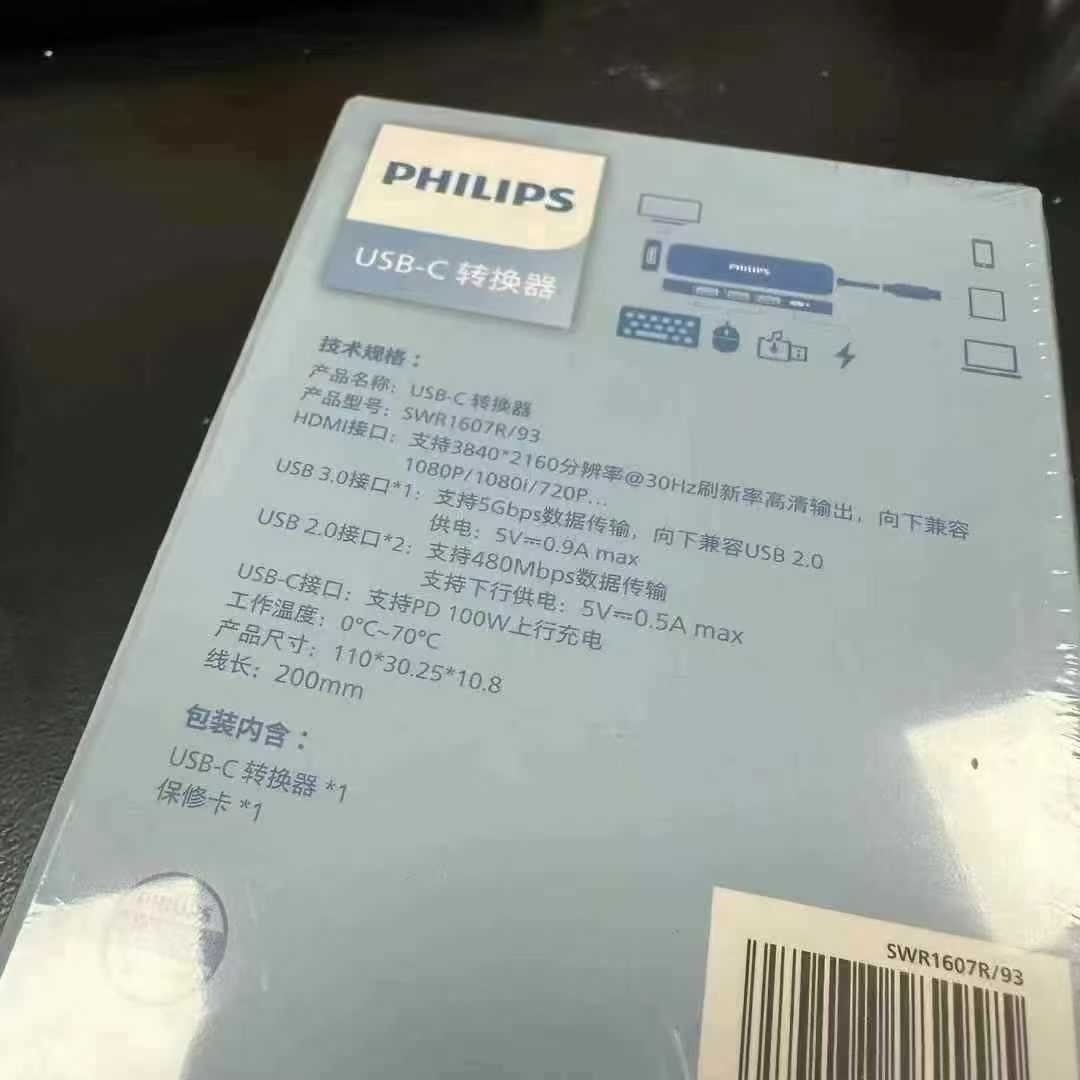 PHILIPS
USB-C 转换器
PHILIPS
技术规格：
产品名称：USB-C 转换器
产品型号：SWR1607R/93
HDMI接口：支持3840*2160分辨率@30Hz刷新率高清输出，向下兼容
1080P/1080i/720P...
USB 3.0接口*1：支持5Gbps数据传输，向下兼容USB 2.0
供电：5V⎓0.9A max
USB 2.0接口*2：支持480Mbps数据传输
支持下行供电：5V⎓0.5A max
USB-C接口：支持PD 100W上行充电
工作温度：0°C~70°C
产品尺寸：110*30.25*10.8
线长：200mm
包装内含：
USB-C 转换器 *1
保修卡 *1
SWR1607R/93